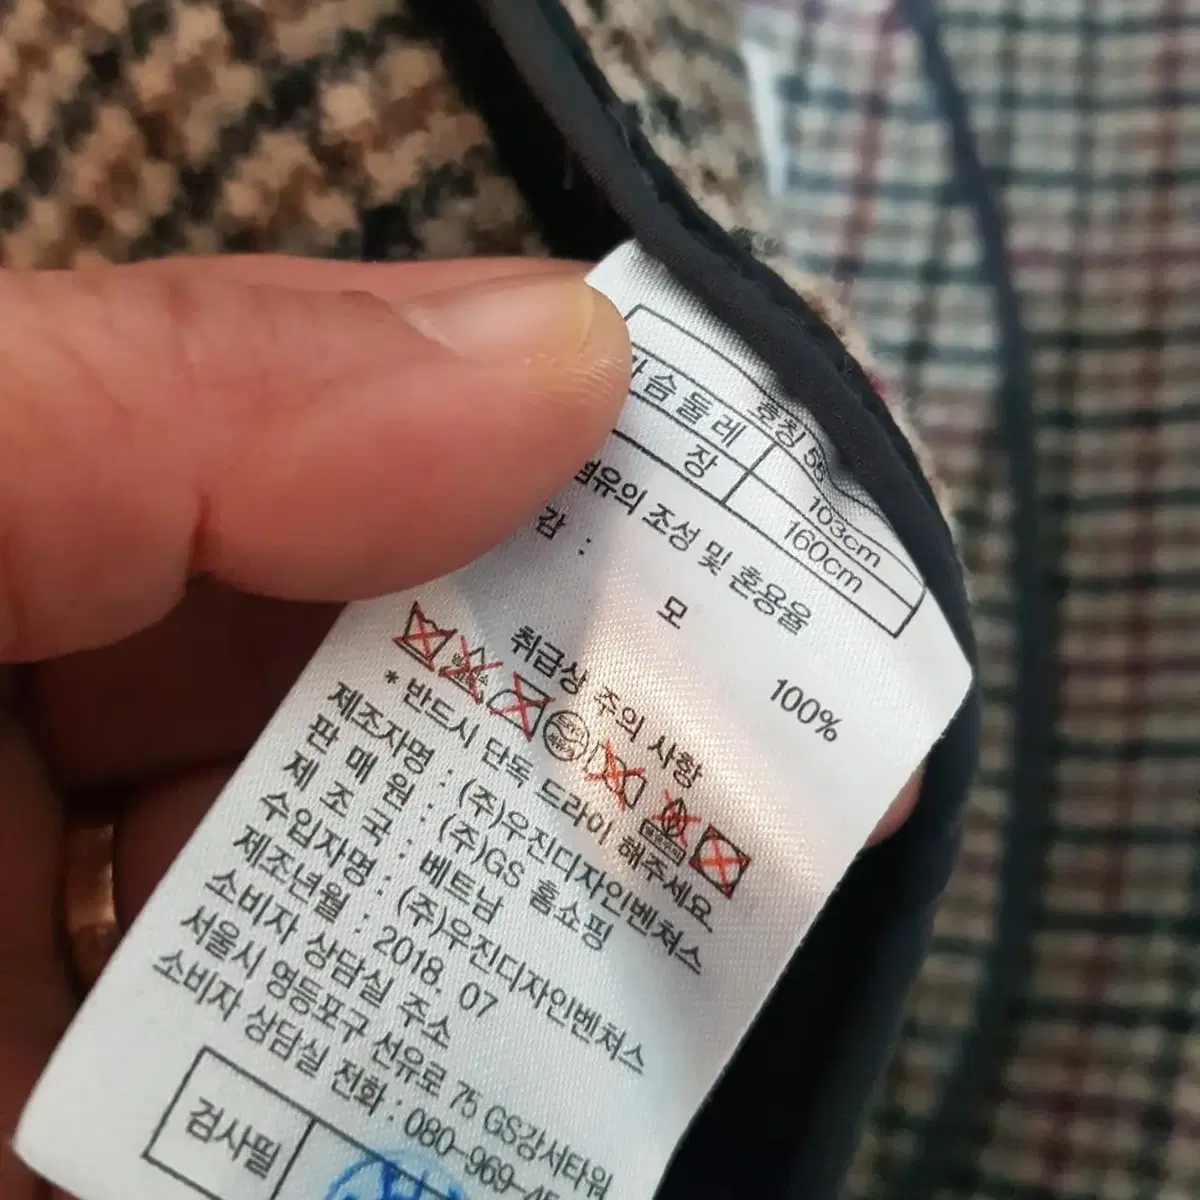 호칭 55
가슴둘레 103cm
장 160cm
섬유의 조성 및 혼용율
감 :
모 100%
취급상 주의 사항
* 반드시 단독 드라이 해주세요.
제조자명 : (주)우진디자인벤처스
판 매 원 : (주)GS 홈쇼핑
제 조 국 : 베트남
수입자명 : (주)우진디자인벤처스
제조년월 : 2018. 07
소비자 상담실 주소
서울시 영등포구 선유로 75 GS강서타워
소비자 상담실 전화 : 080-969-45
검사필